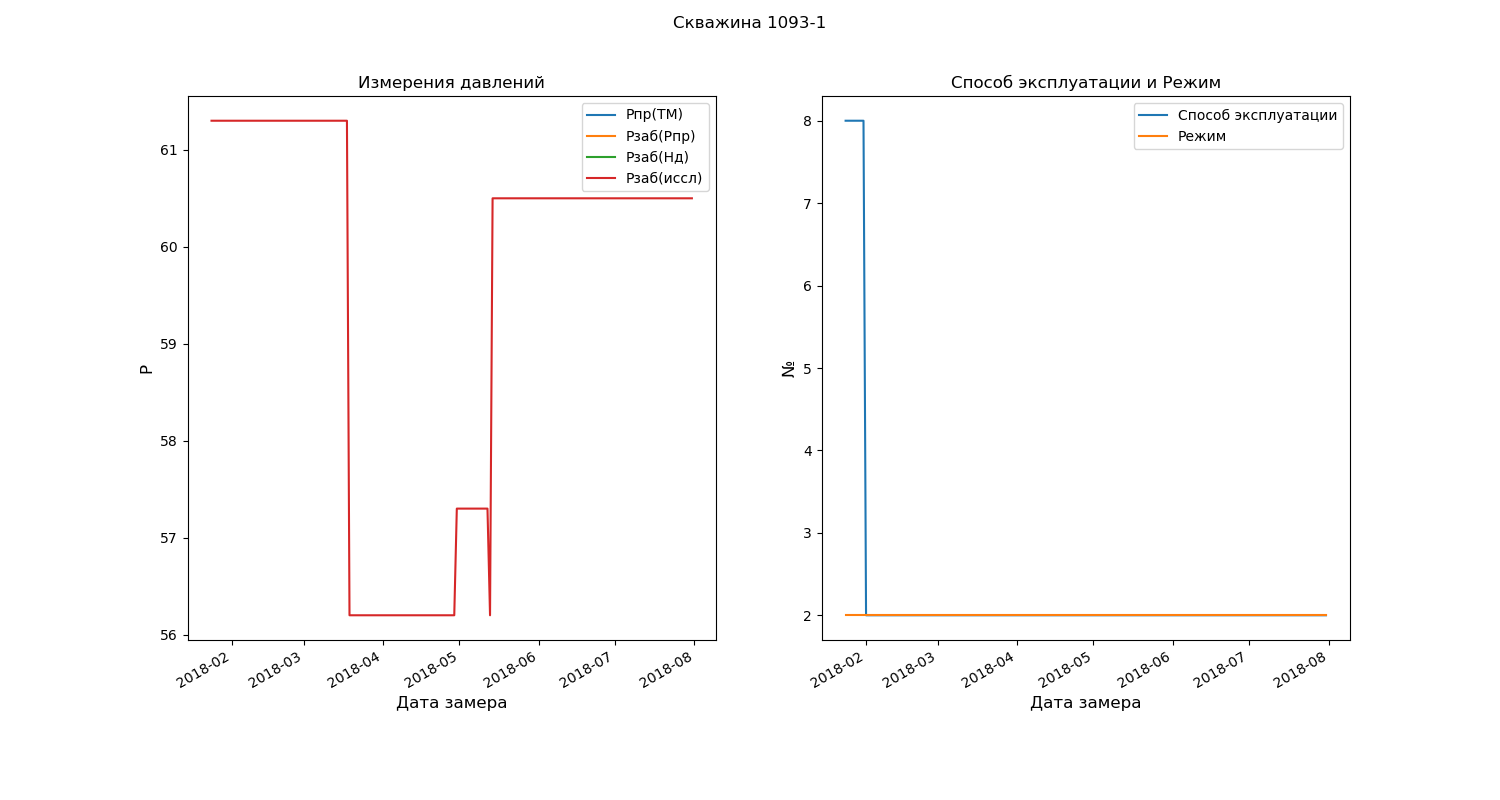 Скважина 1093-1
Измерения давлений
Рпр(ТМ)
Рзаб(Рпр)
Рзаб(Нд)
Рзаб(иссл)
61
60
59
58
57
56
Р
2018-02
2018-03
2018-04
2018-05
2018-06
2018-07
2018-08
Дата замера
Способ эксплуатации и Режим
Способ эксплуатации
Режим
8
7
6
5
4
3
2
№
2018-02
2018-03
2018-04
2018-05
2018-06
2018-07
2018-08
Дата замера